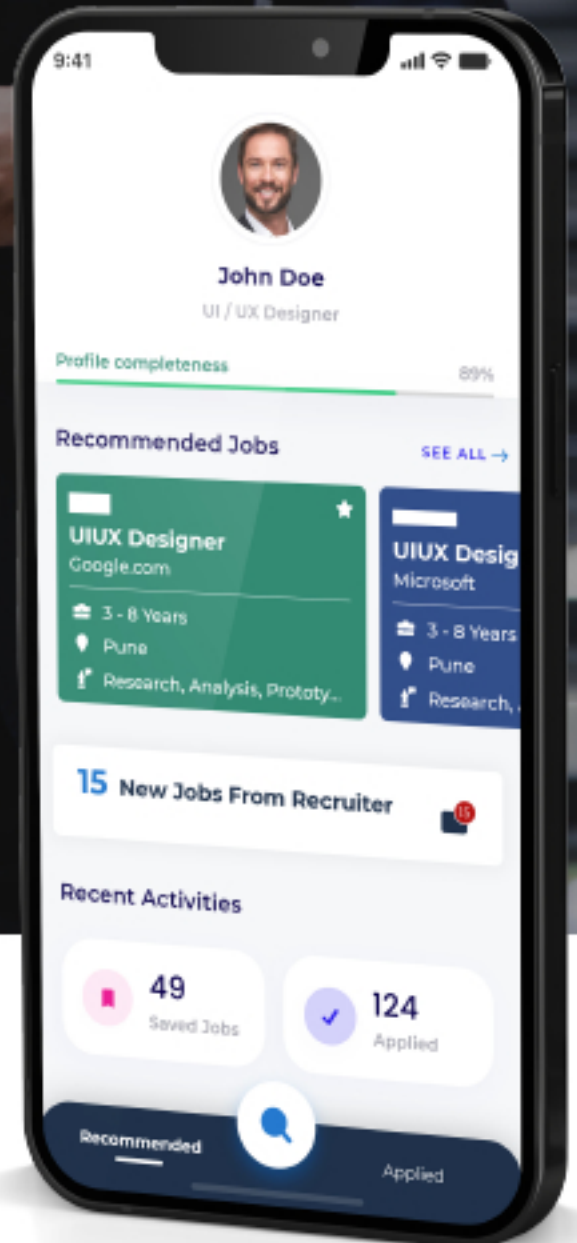 9:41
John Doe
UI / UX Designer
Profile completeness
89%
Recommended Jobs
SEE ALL →
UIUX Designer
Google.com
3 - 8 Years
Pune
Research, Analysis, Prototy...
UIUX Desig
Microsoft
3 - 8 Years
Pune
Research, .
15 New Jobs From Recruiter
15
Recent Activities
49
Saved Jobs
124
Applied
Recommended
Applied